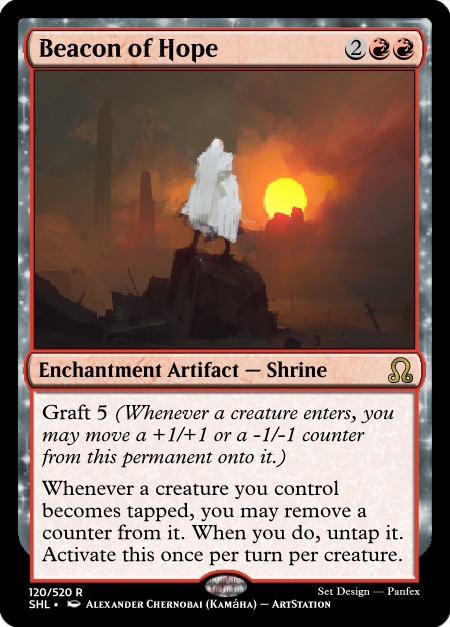 Beacon of Hope 2
Enchantment Artifact — Shrine
Graft 5 (Whenever a creature enters, you
may move a +1/+1 or a -1/-1 counter
from this permanent onto it.)
Whenever a creature you control
becomes tapped, you may remove a
counter from it. When you do, untap it.
Activate this once per turn per creature.
120/520 R Set Design — Panfex
SHL • ALEXANDER CHERNOBAI (KAMÁHA) — ARTSTATION